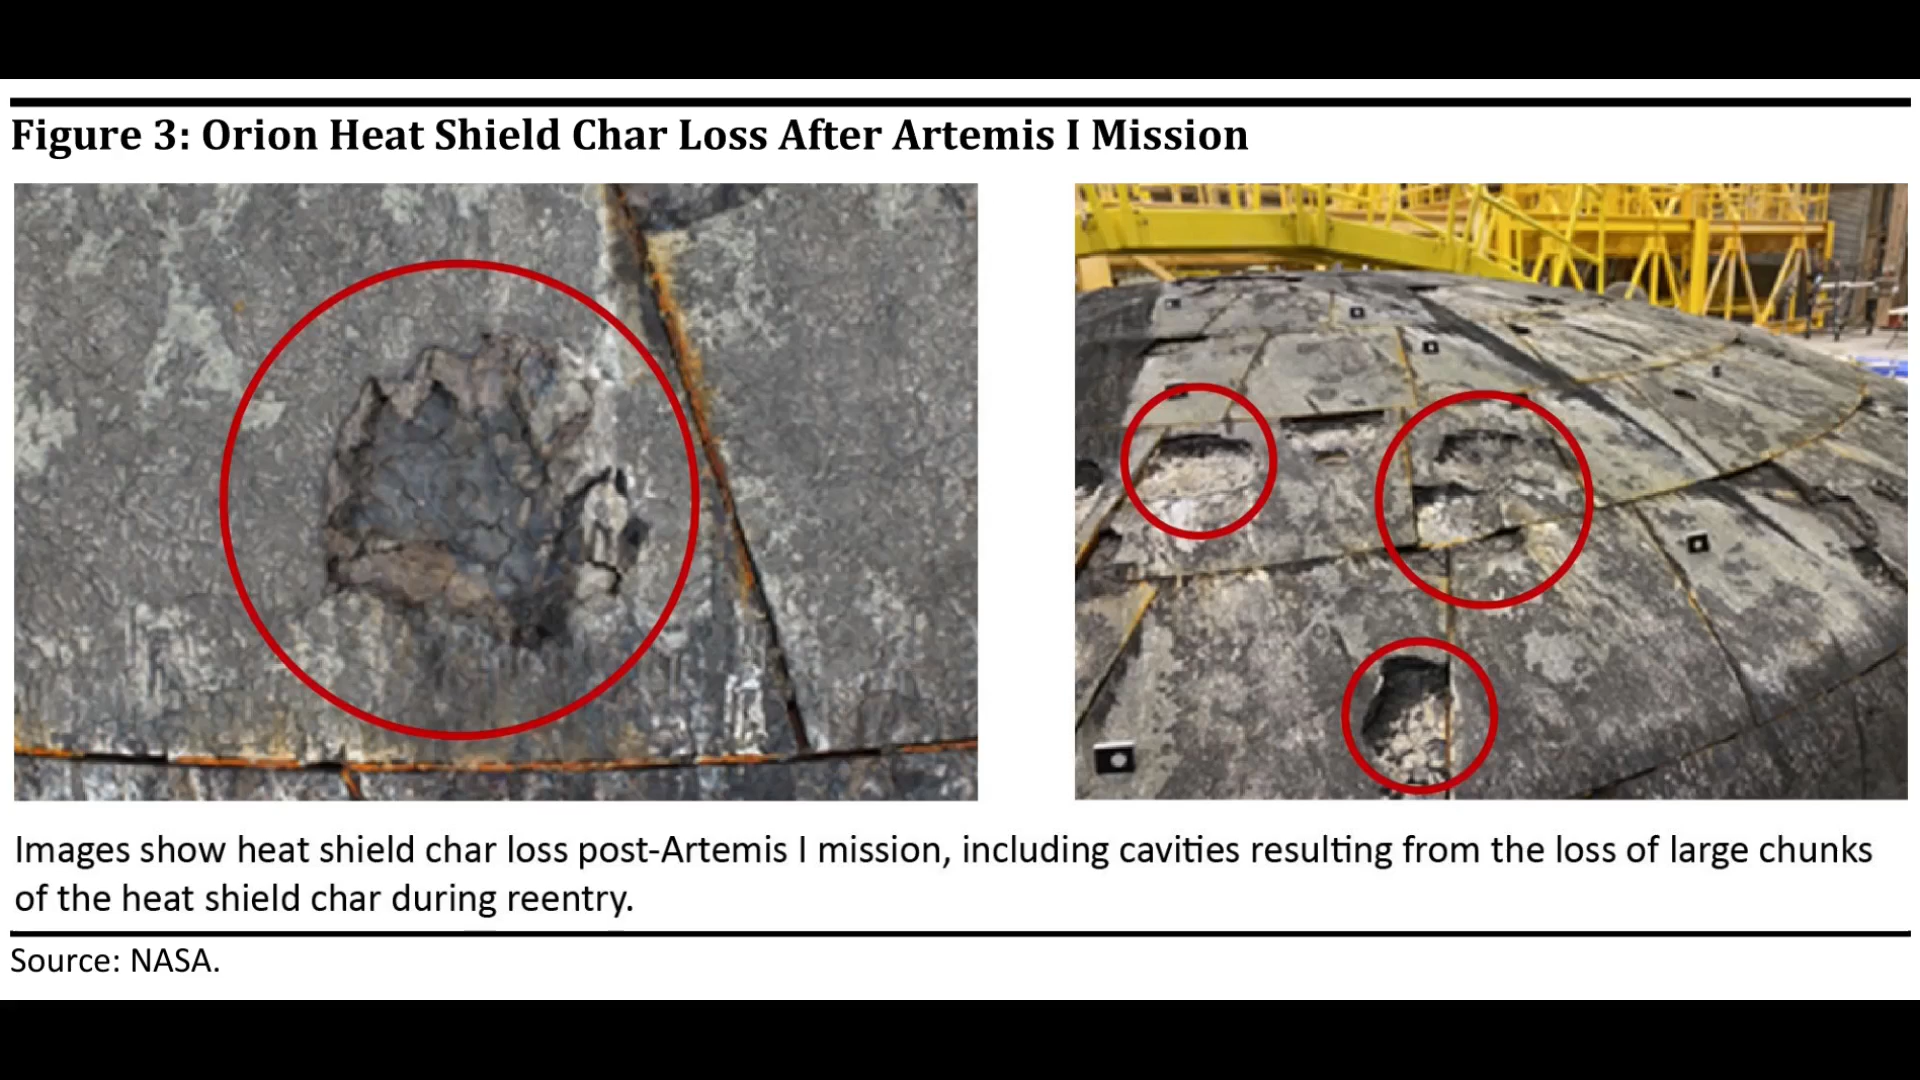 Figure 3: Orion Heat Shield Char Loss After Artemis I Mission
Images show heat shield char loss post-Artemis I mission, including cavities resulting from the loss of large chunks
of the heat shield char during reentry.
Source: NASA.